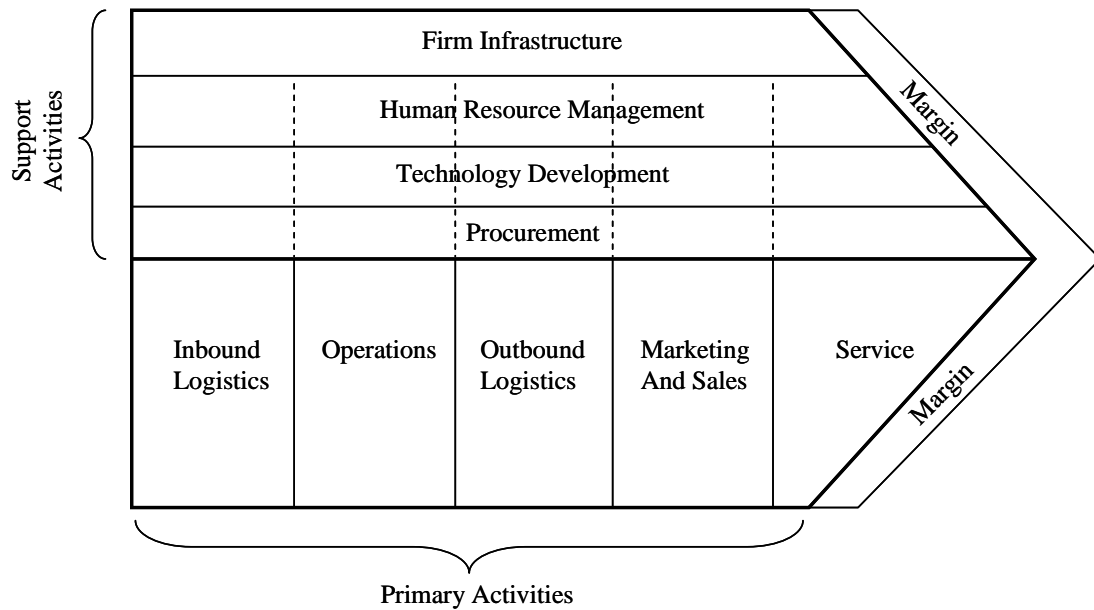 Firm Infrastructure
Human Resource Management
Technology Development
Procurement
Support
Activities
Margin
Inbound
Logistics
Operations
Outbound
Logistics
Marketing
And Sales
Service
Margin
Primary Activities